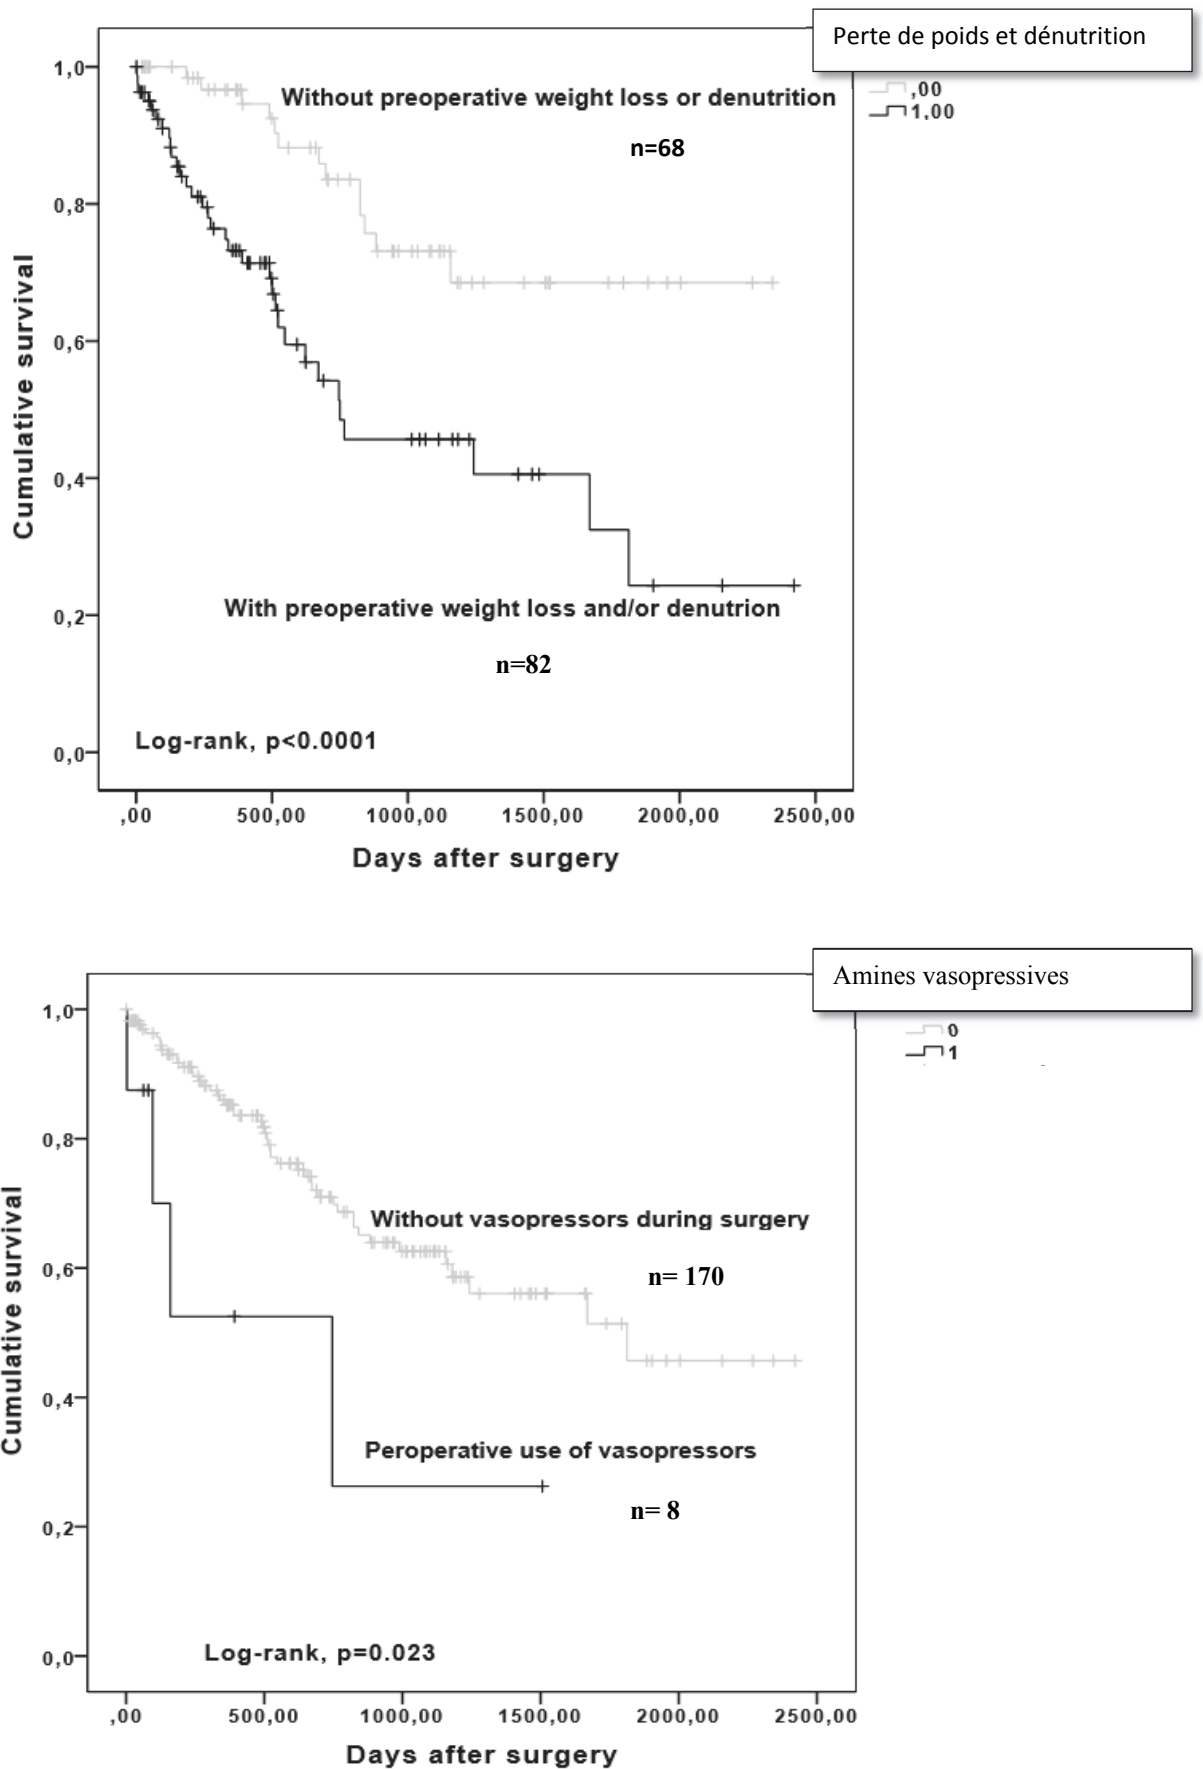 Perte de poids et dénutrition
,00
1,00
Without preoperative weight loss or denutrition
n=68
1,0
0,8
0,6
0,4
0,2
0,0
Cumulative survival
With preoperative weight loss and/or denutrion
n=82
Log-rank, p<0.0001
,00 500,00 1000,00 1500,00 2000,00 2500,00
Days after surgery
Amines vasopressives
0
1
1,0
0,8
0,6
0,4
0,2
0,0
Cumulative survival
Without vasopressors during surgery
n= 170
Peroperative use of vasopressors
n= 8
Log-rank, p=0.023
,00 500,00 1000,00 1500,00 2000,00 2500,00
Days after surgery